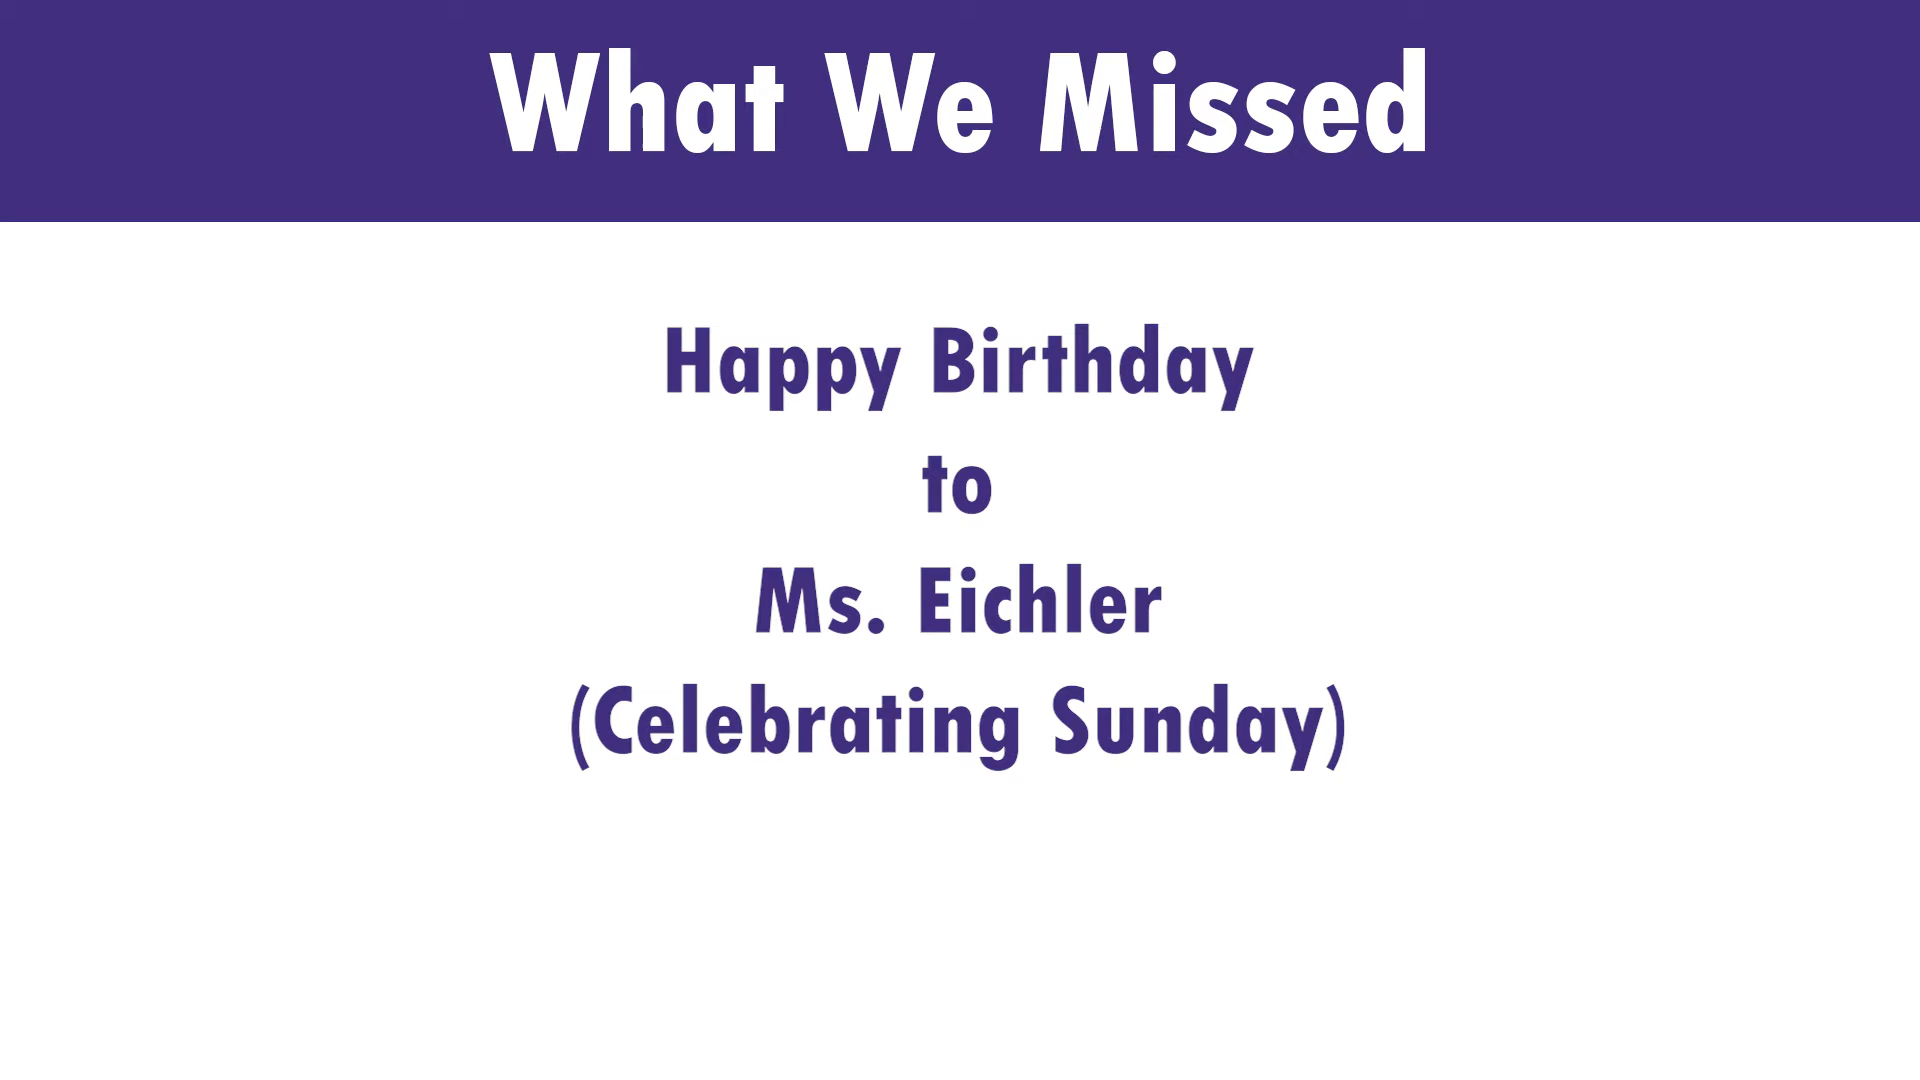 What We Missed
Happy Birthday
to
Ms. Eichler
(Celebrating Sunday)